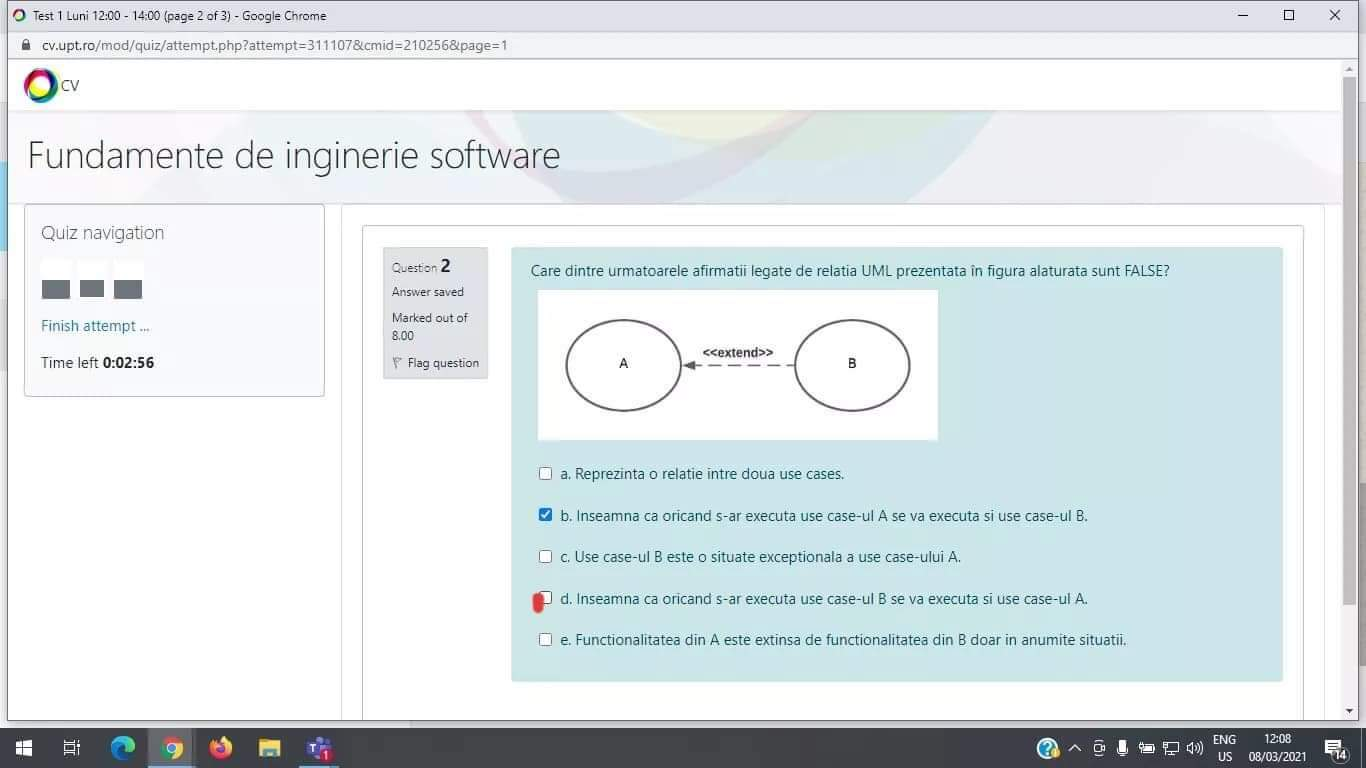 Test 1 Luni 12:00 - 14:00 (page 2 of 3) - Google Chrome
cv.upt.ro/mod/quiz/attempt.php?attempt=311107&cmid=210256&page=1
CV
Fundamente de inginerie software
Quiz navigation
Finish attempt ...
Time left 0:02:56
Question 2
Answer saved
Marked out of
8.00
Flag question
Care dintre urmatoarele afirmatii legate de relatia UML prezentata în figura alaturata sunt FALSE?
<<extend>>
A
B
a. Reprezinta o relatie intre doua use cases.
b. Inseamna ca oricand s-ar executa use case-ul A se va executa si use case-ul B.
c. Use case-ul B este o situate exceptionala a use case-ului A.
d. Inseamna ca oricand s-ar executa use case-ul B se va executa si use case-ul A.
e. Functionalitatea din A este extinsa de functionalitatea din B doar in anumite situatii.
ENG
US
12:08
08/03/2021
1
14